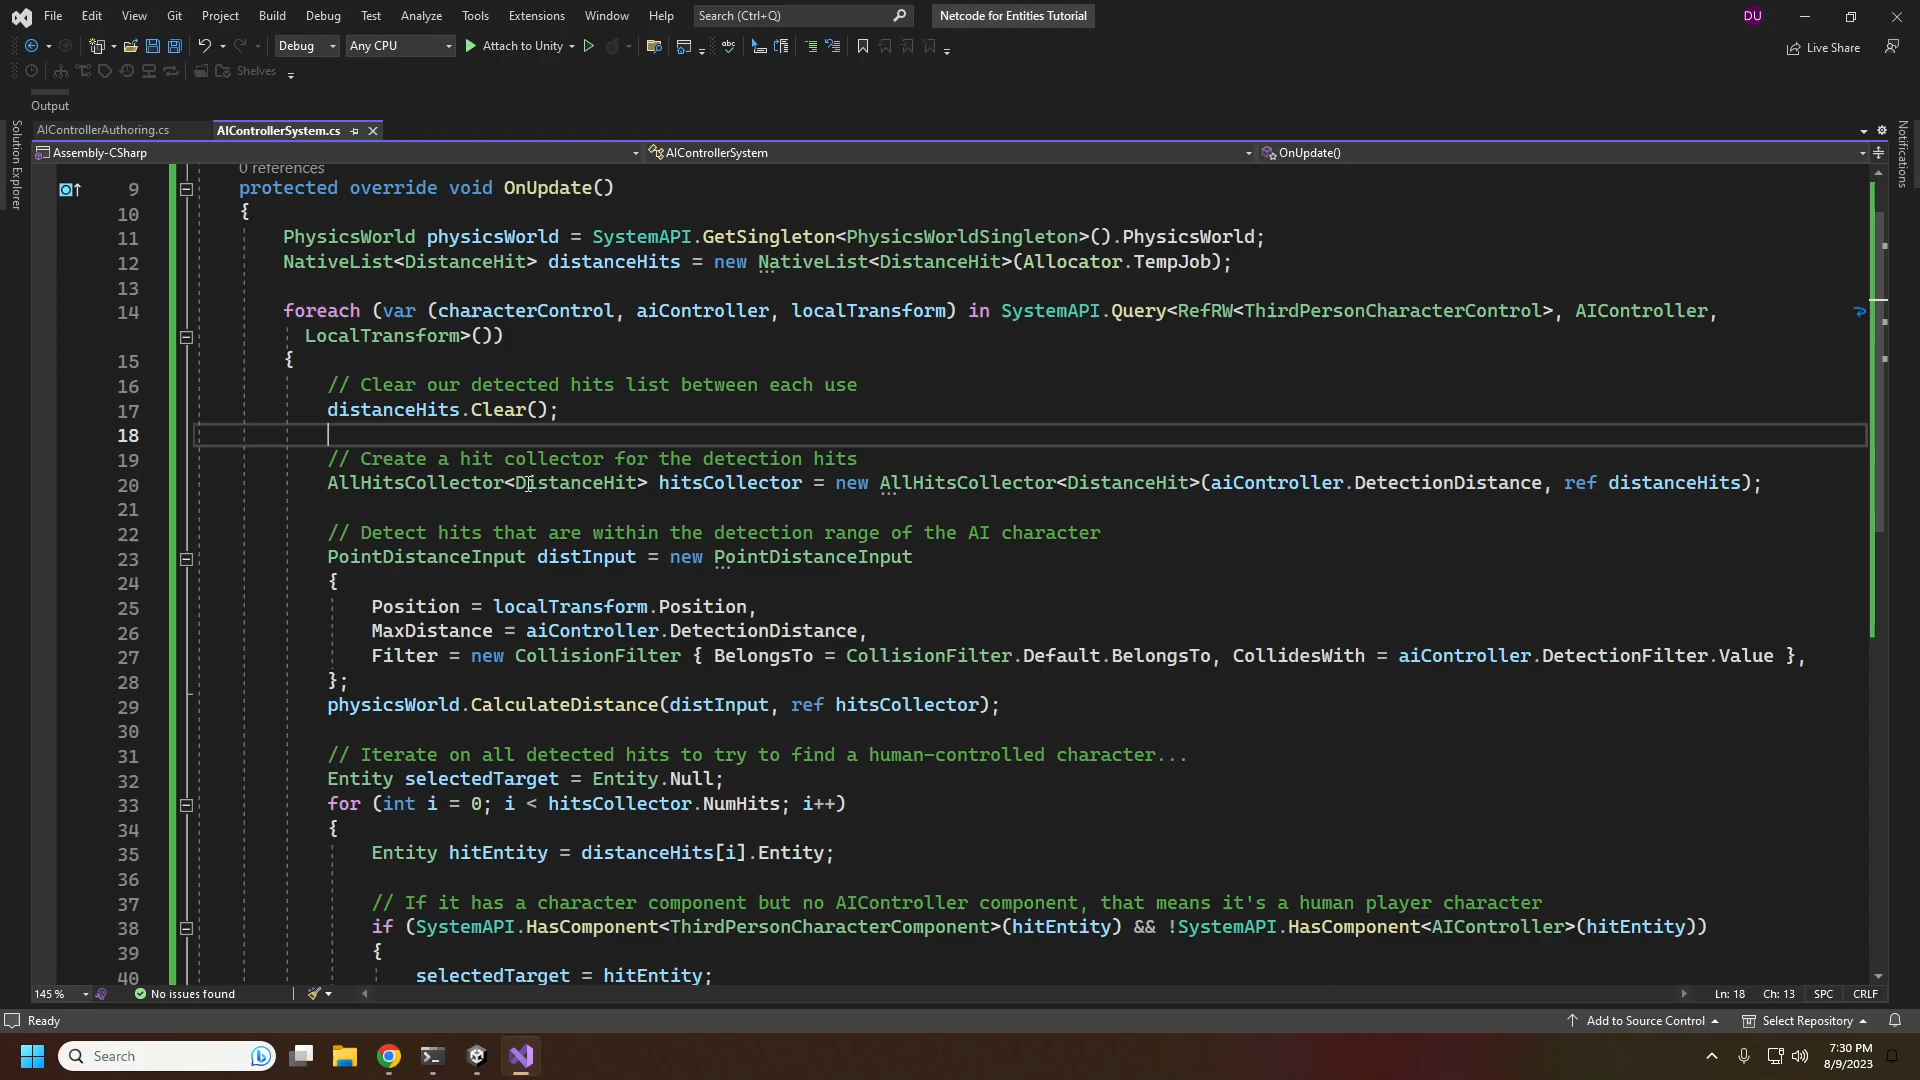 File Edit View Git Project Build Debug Test Analyze Tools Extensions Window Help Search (Ctrl+Q) Netcode for Entities Tutorial DU
Debug Any CPU Attach to Unity abc Live Share
Shelves
Output
Solution Explorer
Notifications
AIControllerAuthoring.cs AIControllerSystem.cs
Assembly-CSharp AIControllerSystem OnUpdate()
0 references
9 protected override void OnUpdate()
10 {
11 PhysicsWorld physicsWorld = SystemAPI.GetSingleton<PhysicsWorldSingleton>().PhysicsWorld;
12 NativeList<DistanceHit> distanceHits = new NativeList<DistanceHit>(Allocator.TempJob);
13
14 foreach (var (characterControl, aiController, localTransform) in SystemAPI.Query<RefRW<ThirdPersonCharacterControl>, AIController,
LocalTransform>())
15 {
16 // Clear our detected hits list between each use
17 distanceHits.Clear();
18
19 // Create a hit collector for the detection hits
20 AllHitsCollector<DistanceHit> hitsCollector = new AllHitsCollector<DistanceHit>(aiController.DetectionDistance, ref distanceHits);
21
22 // Detect hits that are within the detection range of the AI character
23 PointDistanceInput distInput = new PointDistanceInput
24 {
25 Position = localTransform.Position,
26 MaxDistance = aiController.DetectionDistance,
27 Filter = new CollisionFilter { BelongsTo = CollisionFilter.Default.BelongsTo, CollidesWith = aiController.DetectionFilter.Value },
28 };
29 physicsWorld.CalculateDistance(distInput, ref hitsCollector);
30
31 // Iterate on all detected hits to try to find a human-controlled character...
32 Entity selectedTarget = Entity.Null;
33 for (int i = 0; i < hitsCollector.NumHits; i++)
34 {
35 Entity hitEntity = distanceHits[i].Entity;
36
37 // If it has a character component but no AIController component, that means it's a human player character
38 if (SystemAPI.HasComponent<ThirdPersonCharacterComponent>(hitEntity) && !SystemAPI.HasComponent<AIController>(hitEntity))
39 {
40 selectedTarget = hitEntity;
145 % No issues found Ln: 18 Ch: 13 SPC CRLF
Ready Add to Source Control Select Repository
Search 7:30 PM
8/9/2023